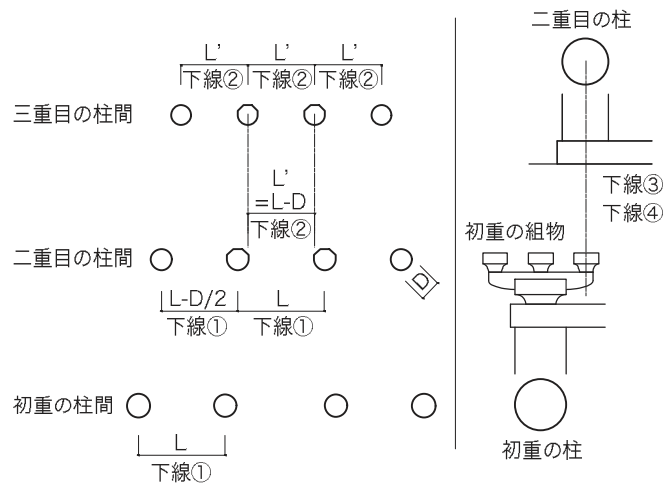 L’ L’ L’
下線② 下線② 下線②
三重目の柱間
L’
=L-D
下線②
二重目の柱間
D
L-D/2 L
下線① 下線①
初重の柱間
L
下線①
二重目の柱
下線③
下線④
初重の組物
初重の柱